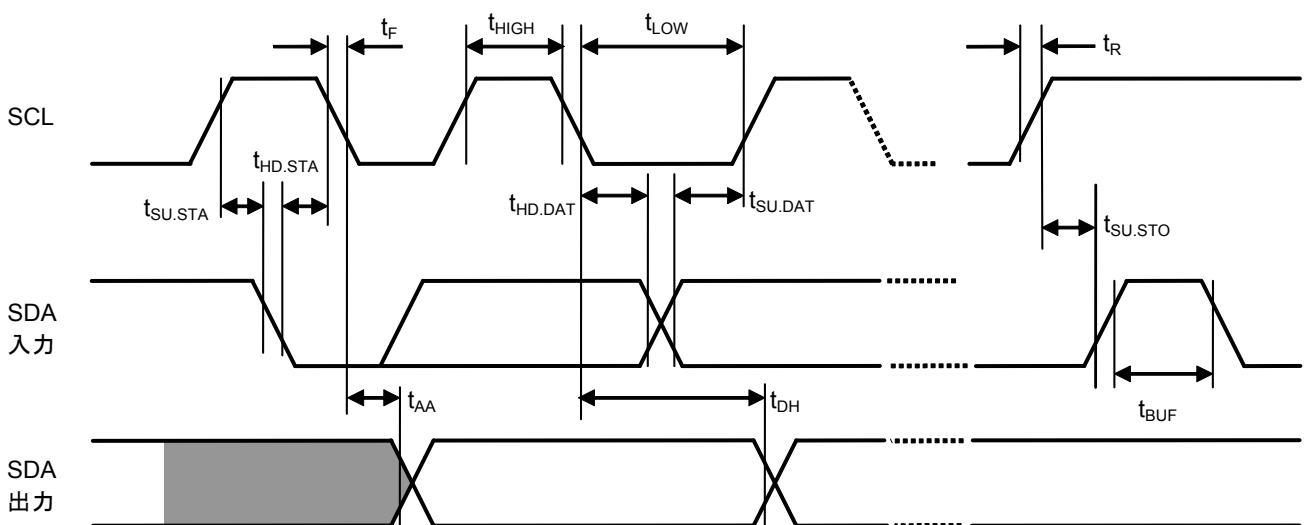 tF
tHIGH
tLOW
tR
SCL
tHD.STA
tSU.STA
tHD.DAT
tSU.DAT
tSU.STO
SDA
入力
tAA
tDH
tBUF
SDA
出力